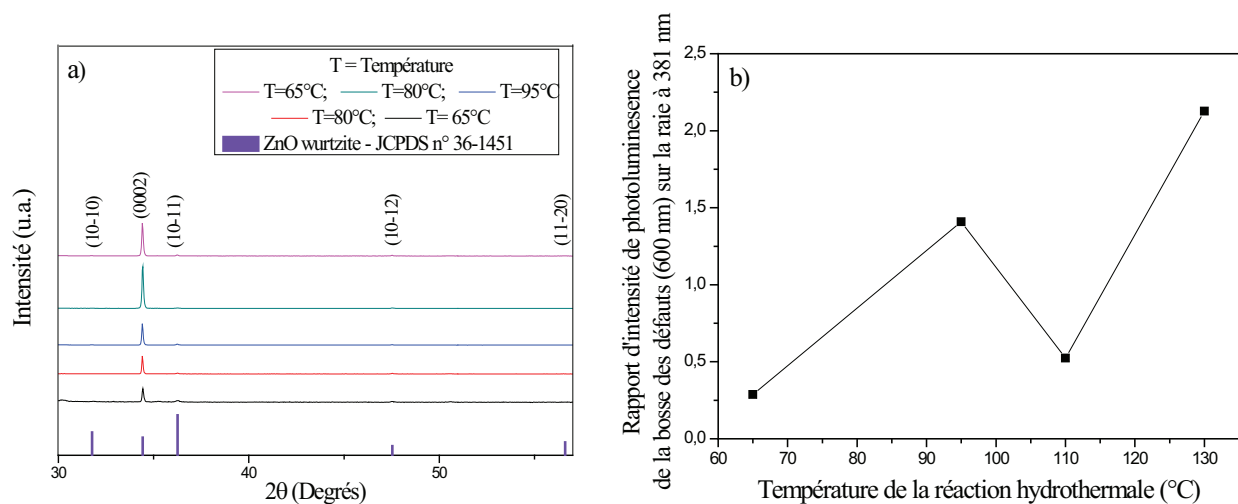 a)
T = Température
T=65°C; T=80°C; T=95°C
T=80°C; T= 65°C
ZnO wurtzite - JCPDS n° 36-1451
(10-10)
(0002)
(10-11)
(10-12)
(11-20)
Intensité (u.a.)
30 40 50
2θ (Degrés)
b)
Rapport d'intensité de photoluminesence
de la bosse des défauts (600 nm) sur la raie à 381 nm
2,5
2,0
1,5
1,0
0,5
0,0
60 70 80 90 100 110 120 130
Température de la réaction hydrothermale (°C)